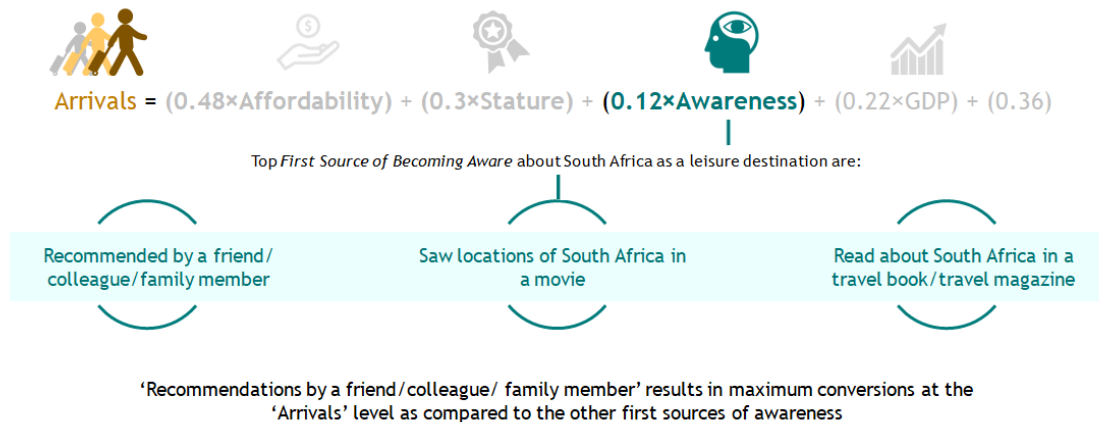 Arrivals = (0.48×Affordability) + (0.3×Stature) + (0.12×Awareness) + (0.22×GDP) + (0.36)
Top First Source of Becoming Aware about South Africa as a leisure destination are:
Recommended by a friend/
colleague/family member
Saw locations of South Africa in
a movie
Read about South Africa in a
travel book/travel magazine
‘Recommendations by a friend/colleague/ family member’ results in maximum conversions at the
‘Arrivals’ level as compared to the other first sources of awareness